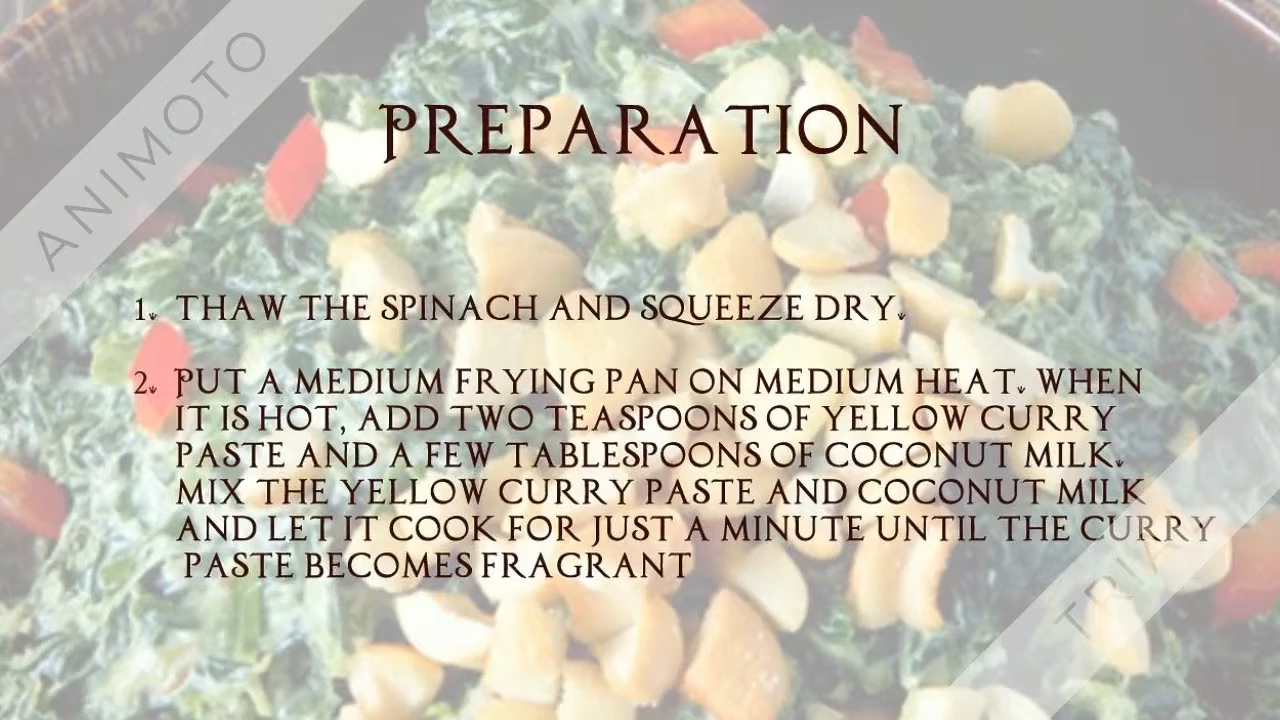 ANIMOTO
PREPARATION
1. THAW THE SPINACH AND SQUEEZE DRY.
2. PUT A MEDIUM FRYING PAN ON MEDIUM HEAT. WHEN
IT IS HOT, ADD TWO TEASPOONS OF YELLOW CURRY
PASTE AND A FEW TABLESPOONS OF COCONUT MILK.
MIX THE YELLOW CURRY PASTE AND COCONUT MILK
AND LET IT COOK FOR JUST A MINUTE UNTIL THE CURRY
PASTE BECOMES FRAGRANT
TRIAL